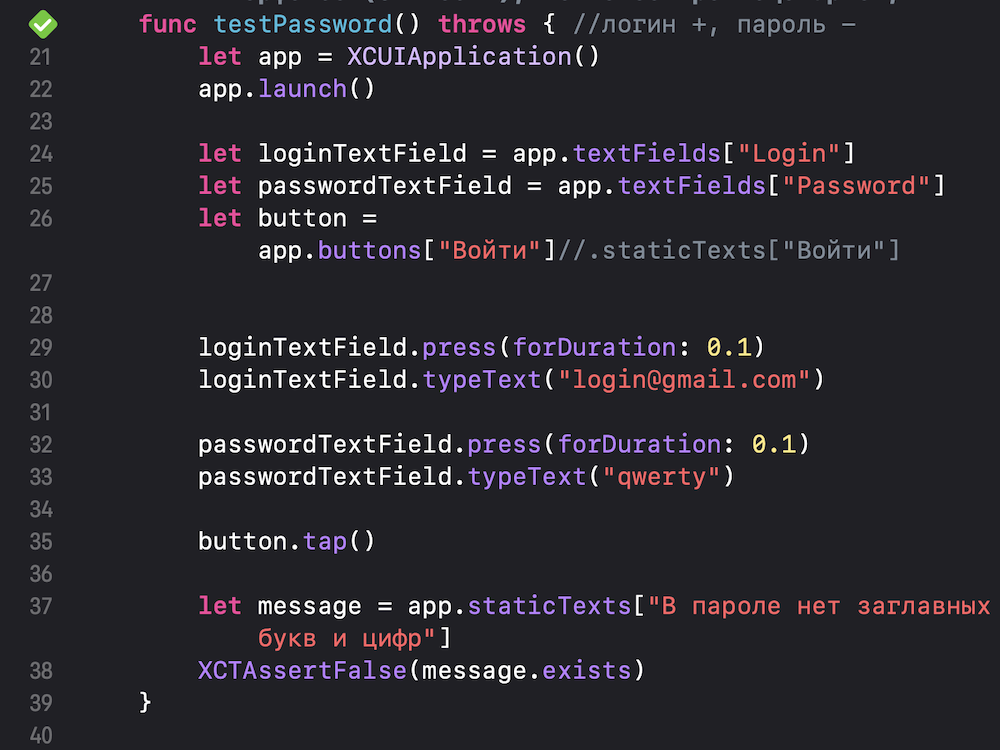 func testPassword() throws { //логин +, пароль –
21 let app = XCUIApplication()
22 app.launch()
23
24 let loginTextField = app.textFields["Login"]
25 let passwordTextField = app.textFields["Password"]
26 let button =
app.buttons["Войти"]//.staticTexts["Войти"]
27
28
29 loginTextField.press(forDuration: 0.1)
30 loginTextField.typeText("login@gmail.com")
31
32 passwordTextField.press(forDuration: 0.1)
33 passwordTextField.typeText("qwerty")
34
35 button.tap()
36
37 let message = app.staticTexts["В пароле нет заглавных
букв и цифр"]
38 XCTAssertFalse(message.exists)
39 }
40